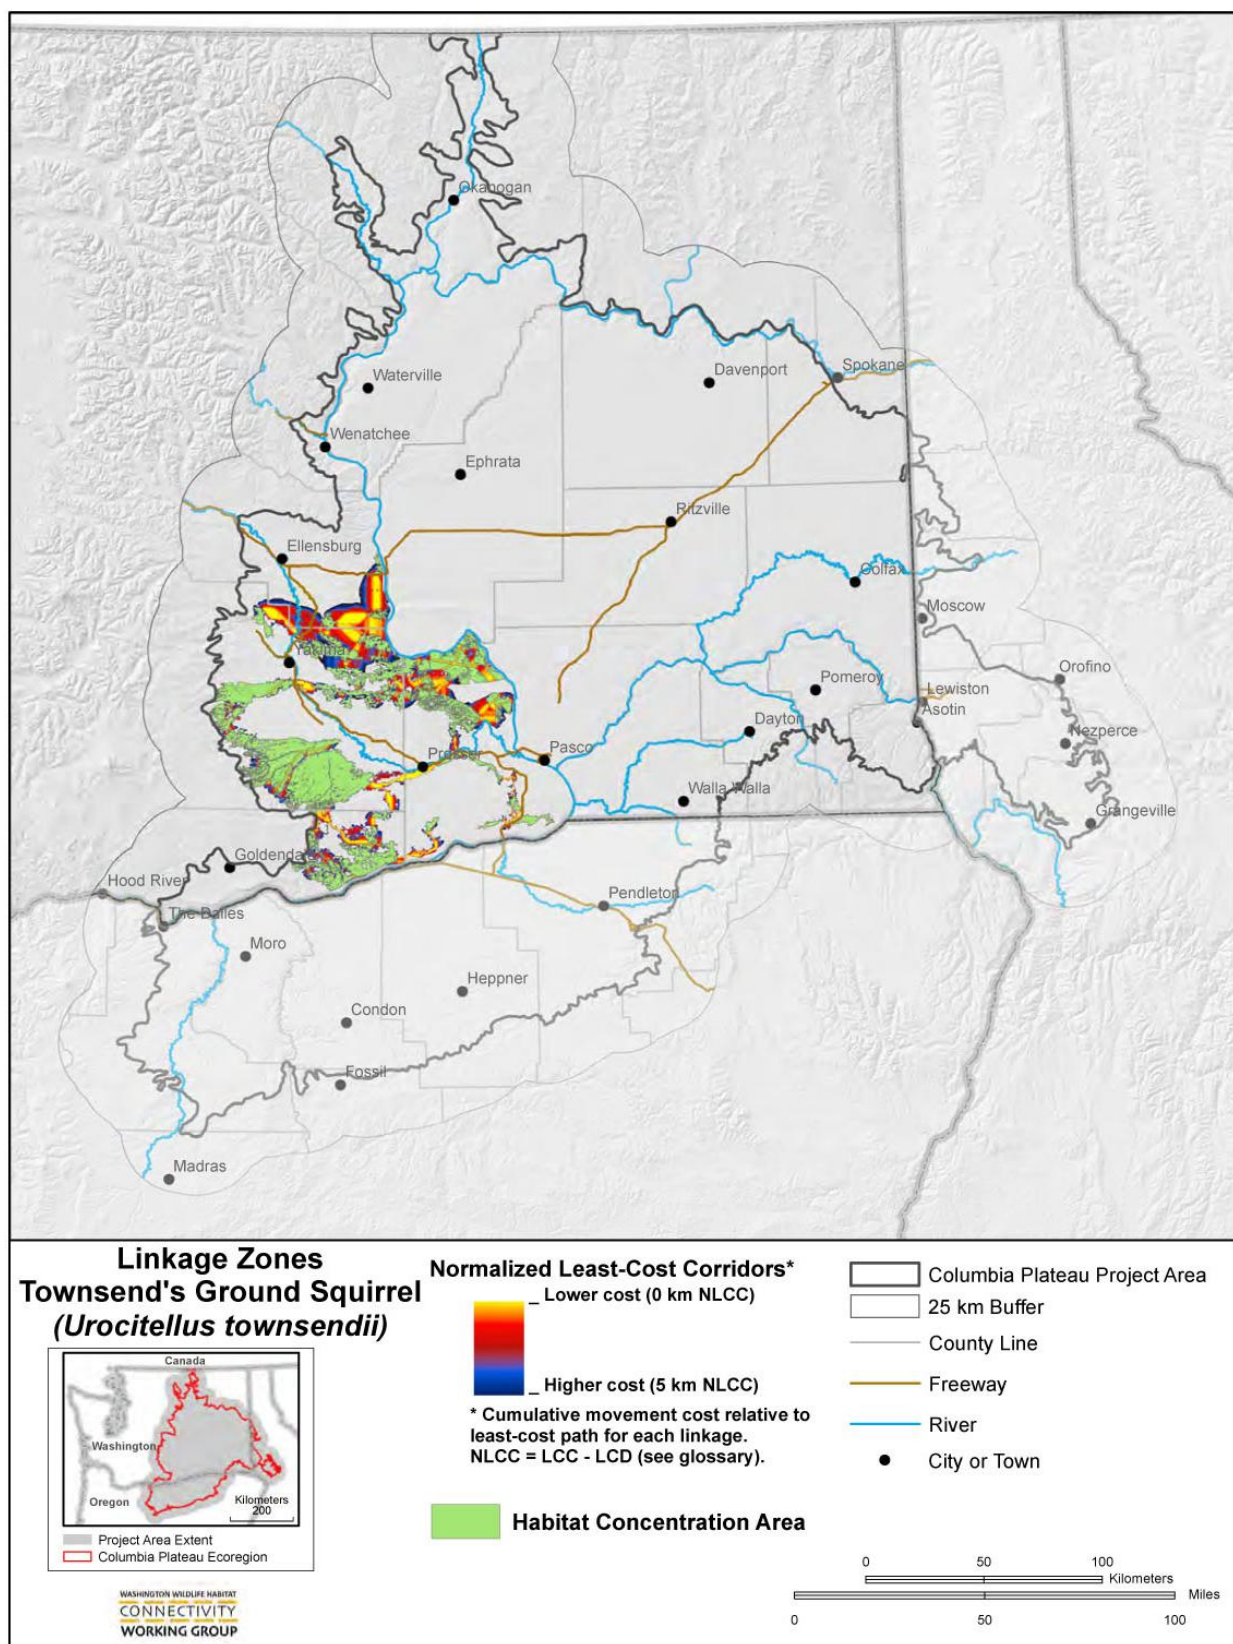 Okanogan
Waterville
Davenport
Spokane
Wenatchee
Ephrata
Ritzville
Ellensburg
Colfax
Moscow
Yakima
Orofino
Pomeroy
Lewiston
Asotin
Dayton
Nezperce
Prosser
Pasco
Walla Walla
Grangeville
Goldendale
Hood River
The Dalles
Pendleton
Moro
Heppner
Condon
Fossil
Madras
Linkage Zones
Townsend's Ground Squirrel
(Urocitellus townsendii)
Canada
Washington
Oregon
Kilometers
200
Project Area Extent
Columbia Plateau Ecoregion
WASHINGTON WILDLIFE HABITAT
CONNECTIVITY
WORKING GROUP
Normalized Least-Cost Corridors*
_ Lower cost (0 km NLCC)
_ Higher cost (5 km NLCC)
* Cumulative movement cost relative to
least-cost path for each linkage.
NLCC = LCC - LCD (see glossary).
Habitat Concentration Area
Columbia Plateau Project Area
25 km Buffer
County Line
Freeway
River
City or Town
0 50 100
Kilometers
Miles
0 50 100